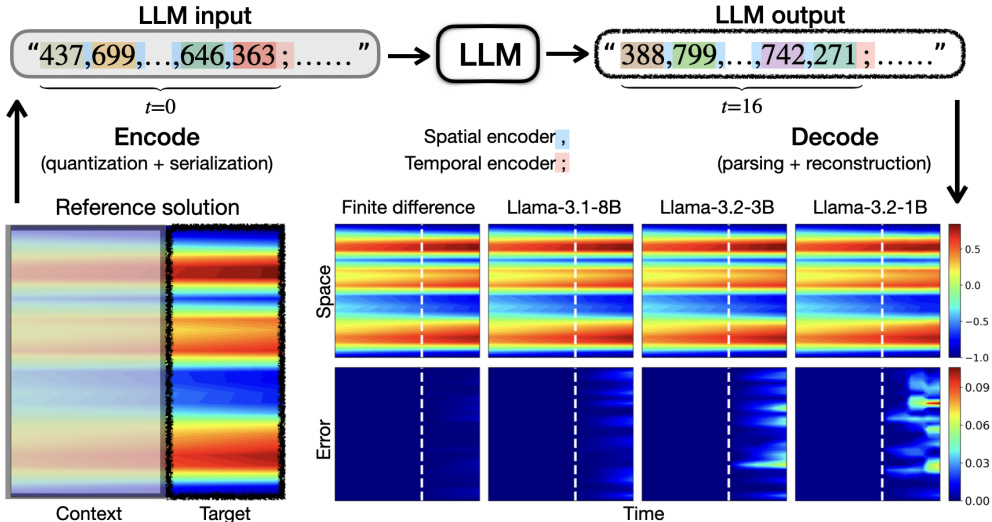 LLM input
LLM output
“437,699,...,646,363;......”
LLM
“388,799,...,742,271;......”
t=0
t=16
Encode
(quantization + serialization)
Spatial encoder ,
Temporal encoder ;
Decode
(parsing + reconstruction)
Reference solution
Finite difference
Llama-3.1-8B
Llama-3.2-3B
Llama-3.2-1B
Space
0.5
0.0
−0.5
−1.0
Error
0.09
0.06
0.03
0.00
Context
Target
Time